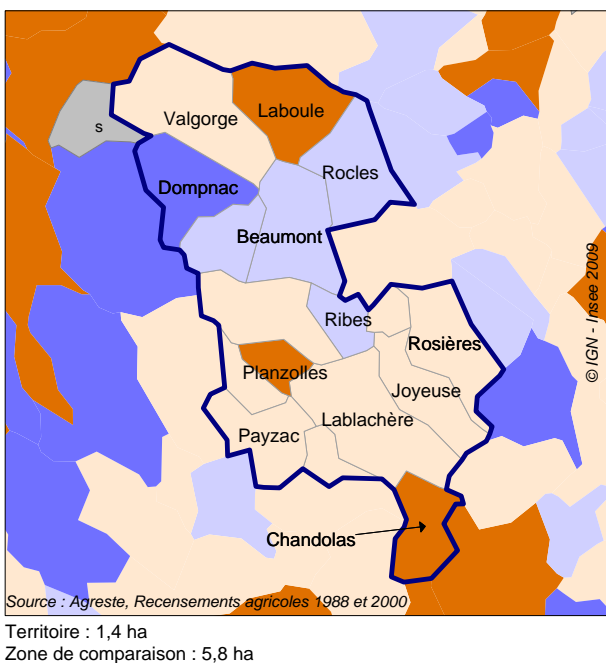 s
Valgorge
Laboule
Rocles
Dompnac
Beaumont
© IGN - Insee 2009
Ribes
Rosières
Planzolles
Joyeuse
Lablachère
Payzac
Chandolas
Source : Agreste, Recensements agricoles 1988 et 2000
Territoire : 1,4 ha
Zone de comparaison : 5,8 ha